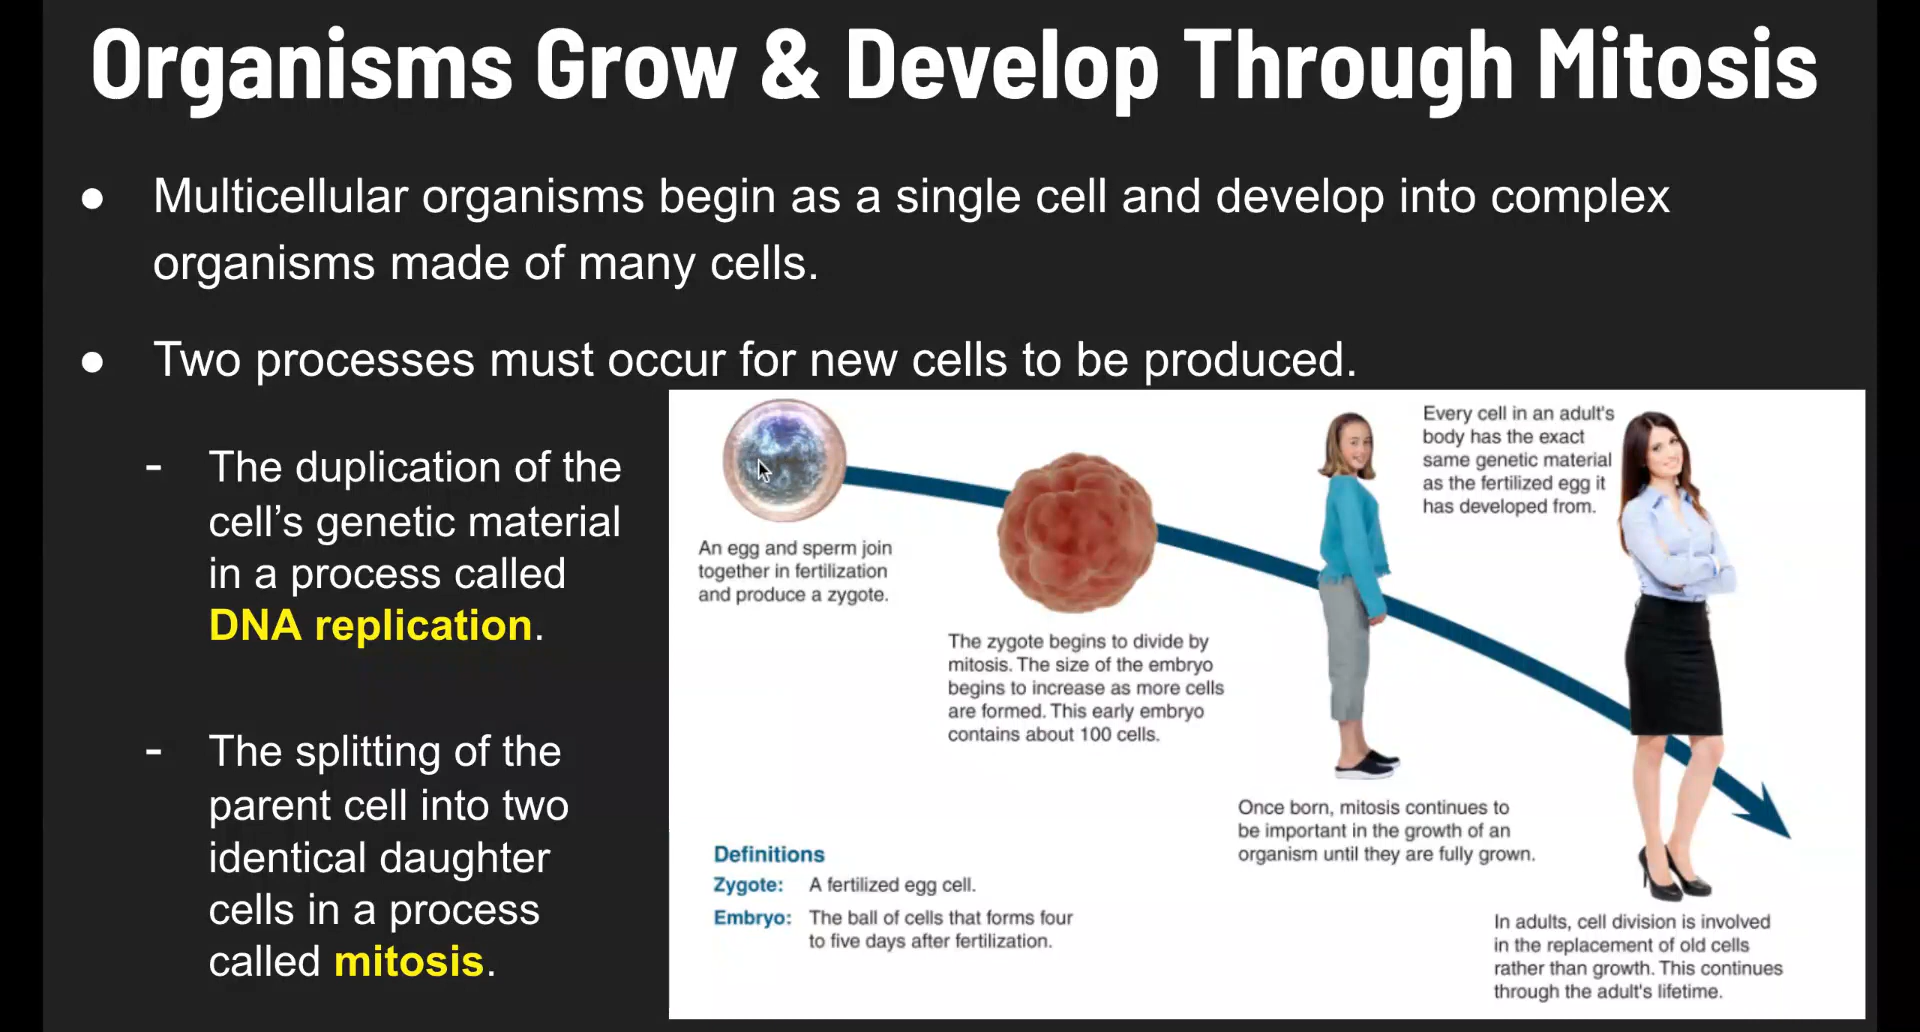 Organisms Grow & Develop Through Mitosis
● Multicellular organisms begin as a single cell and develop into complex
organisms made of many cells.
● Two processes must occur for new cells to be produced.
- The duplication of the
cell’s genetic material
in a process called
DNA replication.
- The splitting of the
parent cell into two
identical daughter
cells in a process
called mitosis.
An egg and sperm join
together in fertilization
and produce a zygote.
The zygote begins to divide by
mitosis. The size of the embryo
begins to increase as more cells
are formed. This early embryo
contains about 100 cells.
Once born, mitosis continues to
be important in the growth of an
organism until they are fully grown.
Every cell in an adult's
body has the exact
same genetic material
as the fertilized egg it
has developed from.
In adults, cell division is involved
in the replacement of old cells
rather than growth. This continues
through the adult's lifetime.
Definitions
Zygote: A fertilized egg cell.
Embryo: The ball of cells that forms four
to five days after fertilization.